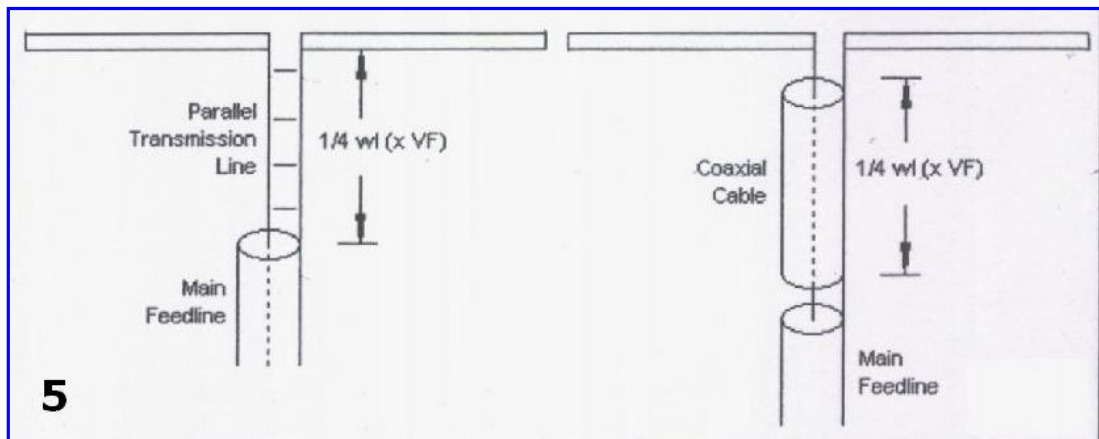 Parallel
Transmission
Line
1/4 wl (x VF)
Main
Feedline
Coaxial
Cable
1/4 wl (x VF)
Main
Feedline
5